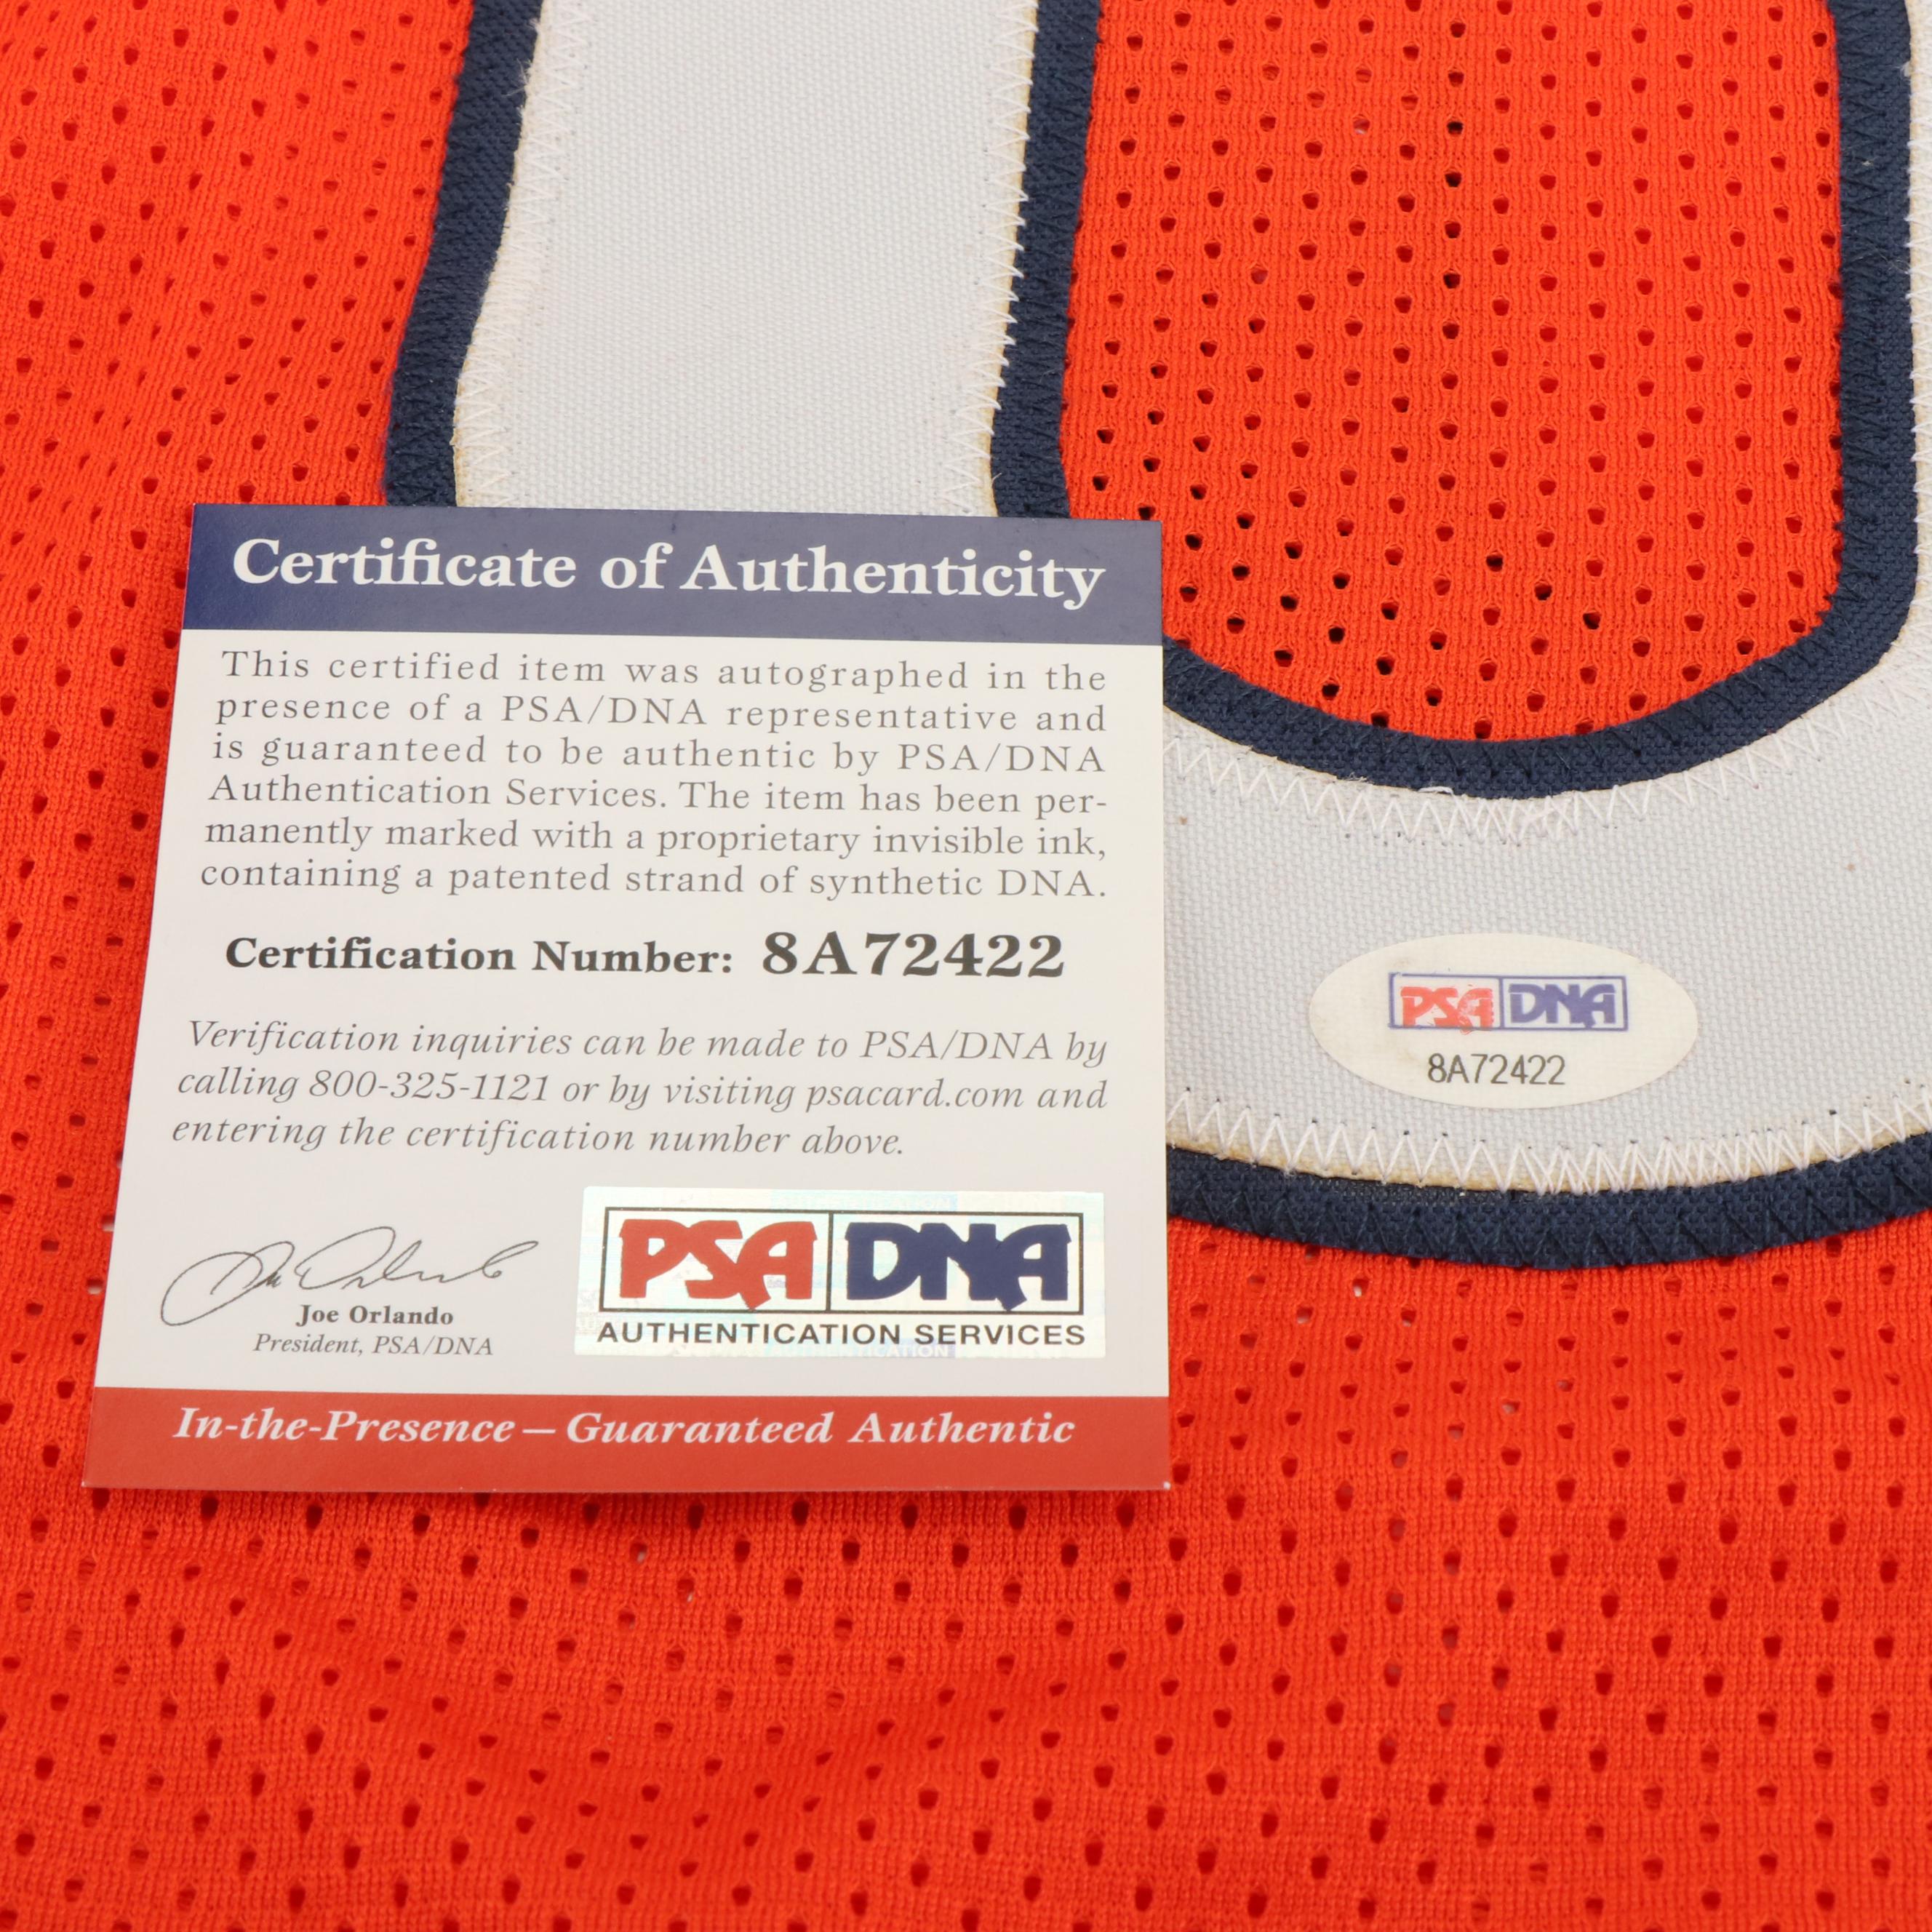 Certificate of Authenticity
This certified item was autographed in the
presence of a PSA/DNA representative and
is guaranteed to be authentic by PSA/DNA
Authentication Services. The item has been per-
manently marked with a proprietary invisible ink,
containing a patented strand of synthetic DNA.
Certification Number: 8A72422
Verification inquiries can be made to PSA/DNA by
calling 800-325-1121 or by visiting psacard.com and
entering the certification number above.
Joe Orlando
President, PSA/DNA
PSA DNA
AUTHENTICATION SERVICES
In-the-Presence – Guaranteed Authentic
PSA DNA
8A72422